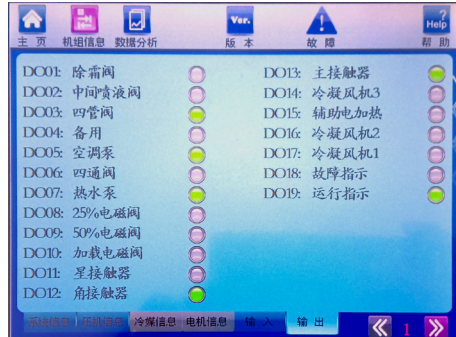 Ver.
?
Help
主 页
机组信息
数据分析
版 本
故 障
帮 助
DO01: 除霜阀
DO02: 中间喷液阀
DO03: 四管阀
DO04: 备用
DO05: 空调泵
DO06: 四通阀
DO07: 热水泵
DO08: 25%电磁阀
DO09: 50%电磁阀
DO10: 加载电磁阀
DO11: 星接触器
DO12: 角接触器
DO13: 主接触器
DO14: 冷凝风机3
DO15: 辅助电加热
DO16: 冷凝风机2
DO17: 冷凝风机1
DO18: 故障指示
DO19: 运行指示
冷媒信息
电机信息
输 入
输 出
1